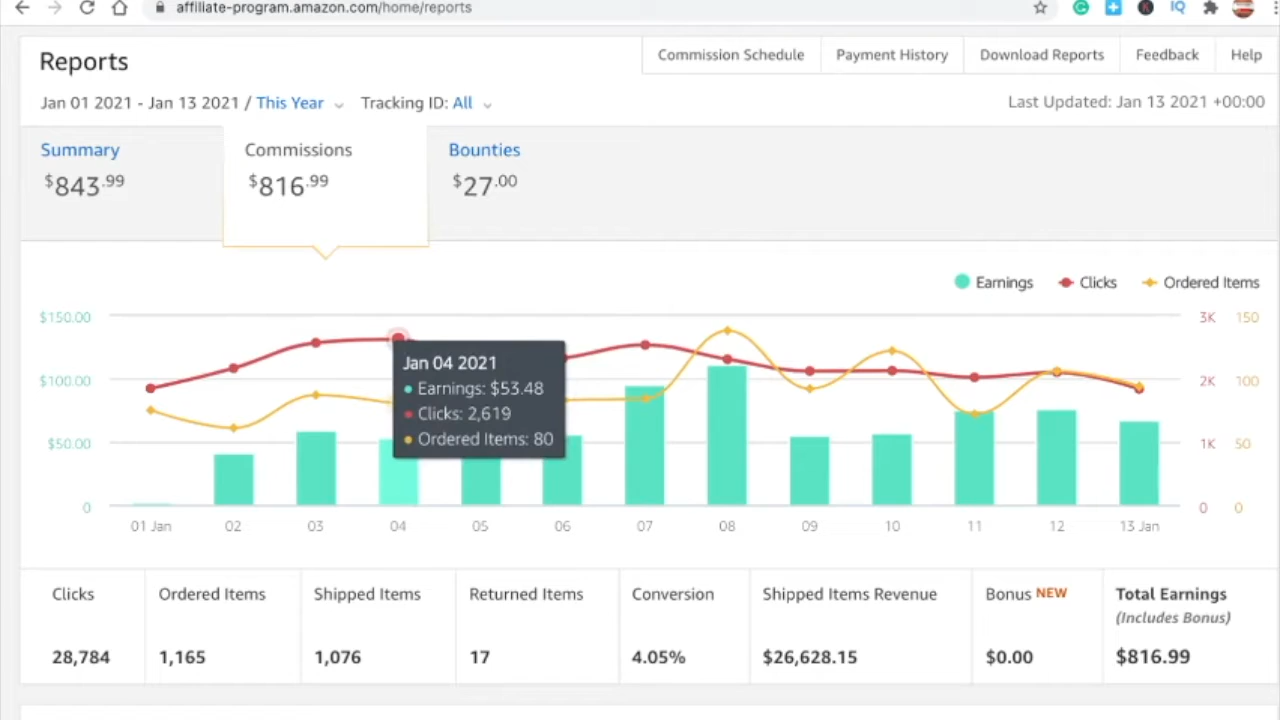 affiliate-program.amazon.com/home/reports
Reports
Commission Schedule
Payment History
Download Reports
Feedback
Help
Jan 01 2021 - Jan 13 2021 / This Year
Tracking ID: All
Last Updated: Jan 13 2021 +00:00
Summary
$843.99
Commissions
$816.99
Bounties
$27.00
Earnings
Clicks
Ordered Items
$150.00
$100.00
$50.00
0
3K
2K
1K
0
150
100
50
0
Jan 04 2021
Earnings: $53.48
Clicks: 2,619
Ordered Items: 80
01 Jan
02
03
04
05
06
07
08
09
10
11
12
13 Jan
Clicks
28,784
Ordered Items
1,165
Shipped Items
1,076
Returned Items
17
Conversion
4.05%
Shipped Items Revenue
$26,628.15
Bonus NEW
$0.00
Total Earnings
(Includes Bonus)
$816.99